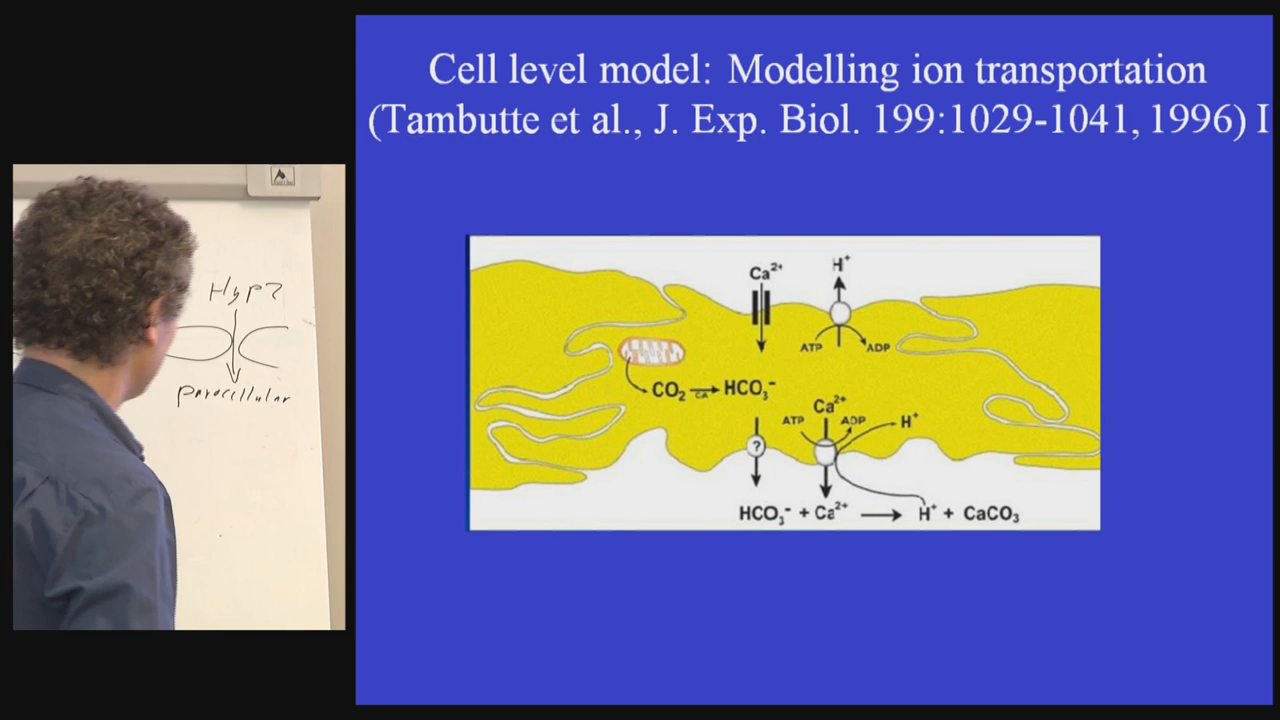 Cell level model: Modelling ion transportation
(Tambutte et al., J. Exp. Biol. 199:1029-1041, 1996) I
Hyp2
paracellular
Ca²⁺
H⁺
ATP
ADP
CO₂
CA
HCO₃⁻
Ca²⁺
ATP
ADP
H⁺
?
HCO₃⁻ + Ca²⁺ → H⁺ + CaCO₃